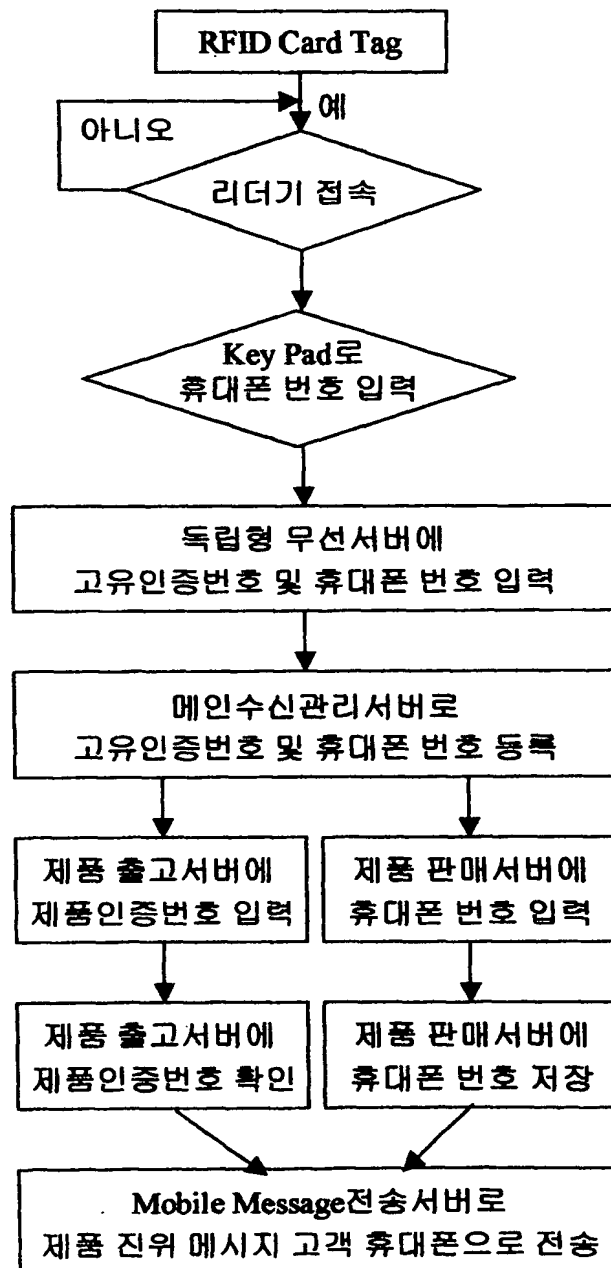 RFID Card Tag
예
아니오
리더기 접속
Key Pad로
휴대폰 번호 입력
독립형 무선서버에
고유인증번호 및 휴대폰 번호 입력
메인수신관리서버로
고유인증번호 및 휴대폰 번호 등록
제품 출고서버에
제품인증번호 입력
제품 판매서버에
휴대폰 번호 입력
제품 출고서버에
제품인증번호 확인
제품 판매서버에
휴대폰 번호 저장
Mobile Message전송서버로
제품 진위 메시지 고객 휴대폰으로 전송